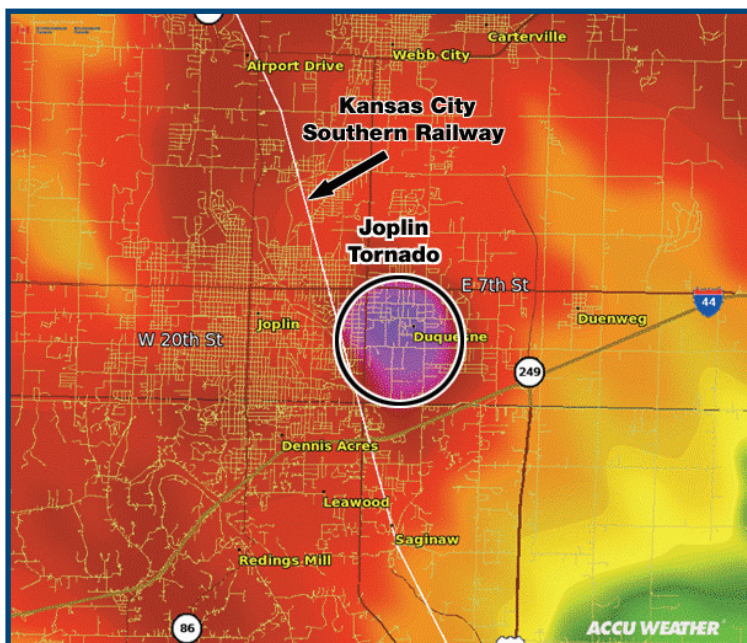 Carterville
Webb City
Airport Drive
Kansas City
Southern Railway
Joplin
Tornado
E 7th St
44
Joplin
Duenweg
W 20th St
Duquesne
249
Dennis Acres
Leawood
Saginaw
Redings Mill
86
ACCU WEATHER